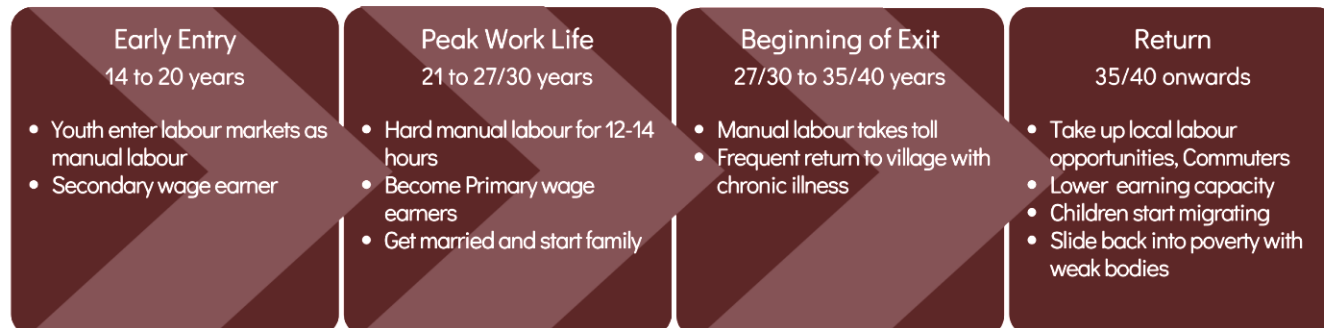 Early Entry
14 to 20 years
• Youth enter labour markets as
manual labour
• Secondary wage earner
Peak Work Life
21 to 27/30 years
• Hard manual labour for 12-14
hours
• Become Primary wage
earners
• Get married and start family
Beginning of Exit
27/30 to 35/40 years
• Manual labour takes toll
• Frequent return to village with
chronic illness
Return
35/40 onwards
• Take up local labour
opportunities, Commuters
• Lower earning capacity
• Children start migrating
• Slide back into poverty with
weak bodies